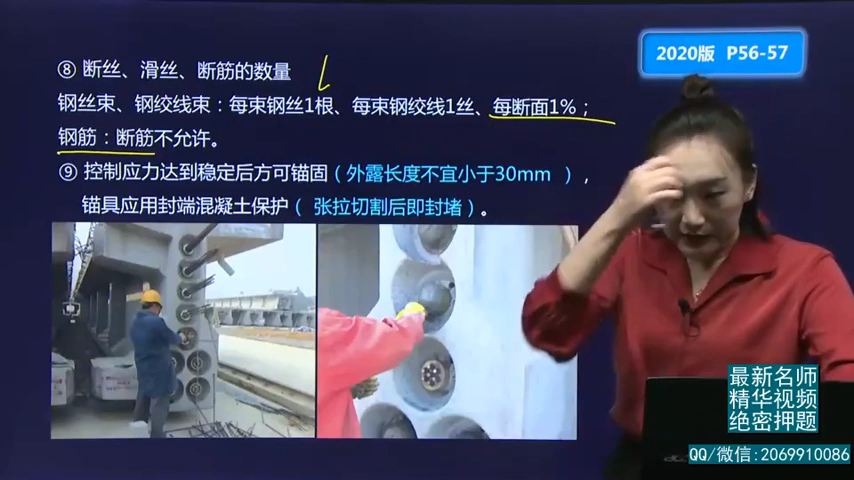 2020版 P56-57
⑧ 断丝、滑丝、断筋的数量
钢丝束、钢绞线束：每束钢丝1根、每束钢绞线1丝、每断面1%；
钢筋：断筋不允许。
⑨ 控制应力达到稳定后方可锚固（外露长度不宜小于30mm ），
锚具应用封端混凝土保护（ 张拉切割后即封堵）。
最新名师
精华视频
绝密押题
QQ/微信:2069910086